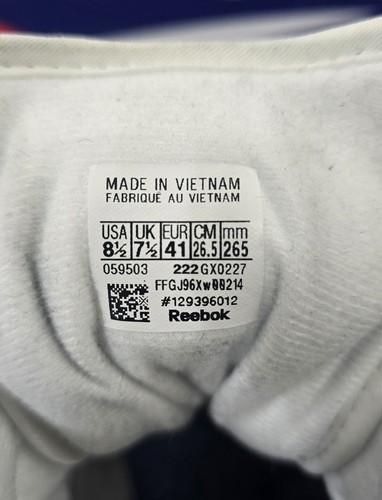 MADE IN VIETNAM
FABRIQUÉ AU VIETNAM
USA UK EUR CM mm
8½ 7½ 41 26.5 265
059503 222 GX0227
FFGJ96Xw00214
#129396012
Reebok